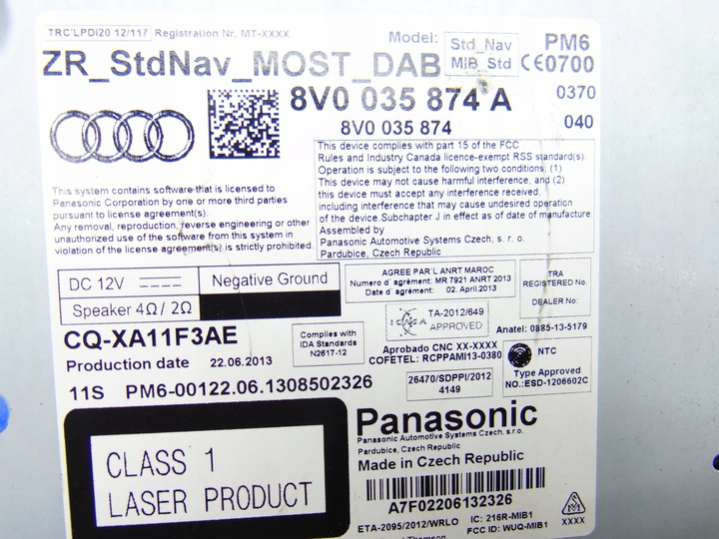 TRC'LPDI20 12/117 Registration Nr. MT-XXXX
Model: Std_Nav MIB_Std
PM6
ZR_StdNav_MOST_DAB
CE0700
8V0 035 874 A
0370
8V0 035 874
040
This device complies with part 15 of the FCC
Rules and Industry Canada licence-exempt RSS standard(s).
Operation is subject to the following two conditions, (1)
This device may not cause harmful interference, and (2)
this device must accept any interference received,
including interference that may cause undesired operation
of the device.Subchapter J in effect as of date of manufacture
Assembled by
Panasonic Automotive Systems Czech, s. r. o.
Pardubice, Czech Republic
This system contains software that is licensed to
Panasonic Corporation by one or more third parties
pursuant to license agreement(s).
Any removal, reproduction, reverse engineering or other
unauthorized use of the software from this system in
violation of the license agreement(s) is strictly prohibited.
DC 12V
Negative Ground
Speaker 4Ω / 2Ω
AGREE PAR'L ANRT MAROC
Numero d´agrément: MR 7921 ANRT 2013
Date d´agrément: 02. April.2013
TRA
REGISTERED No.
DEALER No:
ICASA
TA-2012/649
APPROVED
Anatel: 0885-13-5179
CQ-XA11F3AE
Complies with
IDA Standards
N2617-12
Aprobado CNC XX-XXXX
COFETEL: RCPPAMI13-0380
NTC
Type Approved
NO.:ESD-1206602C
Production date 22.06.2013
11S PM6-00122.06.1308502326
26470/SDPPI/2012
4149
CLASS 1
LASER PRODUCT
Panasonic
Panasonic Automotive Systems Czech, s.r.o.
Pardubice, Czech Republic
Made in Czech Republic
A7F02206132326
XXXX
ETA-2095/2012/WRLO IC: 216R-MIB1
FCC ID: WUQ-MIB1
Thomson